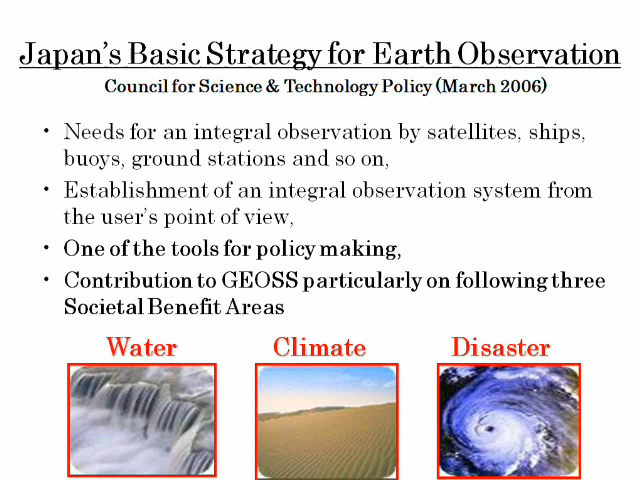 Japan's Basic Strategy for Earth Observation
Council for Science & Technology Policy (March 2006)
• Needs for an integral observation by satellites, ships,
buoys, ground stations and so on,
• Establishment of an integral observation system from
the user's point of view,
• One of the tools for policy making,
• Contribution to GEOSS particularly on following three
Societal Benefit Areas
Water Climate Disaster